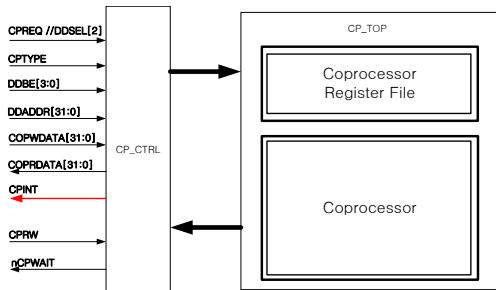 CPREQ //DDSEL[2]
CPTYPE
DDBE[3:0]
DDADDR[31:0]
COPWDATA[31:0]
COPRDATA[31:0]
CPINT
CPRW
nCPWAIT
CP_CTRL
CP_TOP
Coprocessor
Register File
Coprocessor